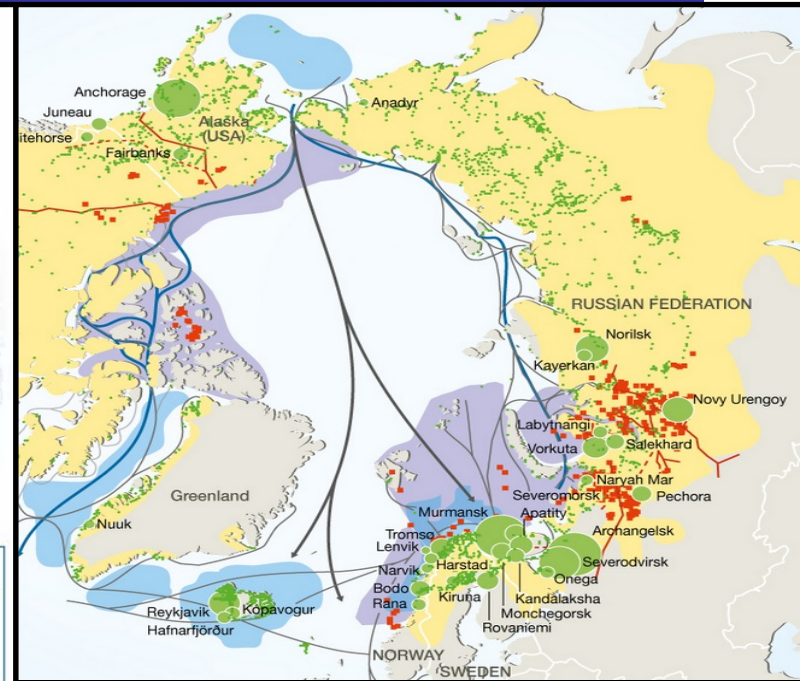 Anchorage
Juneau
itehorse
Alaska
(USA)
Fairbanks
Anadyr
RUSSIAN FEDERATION
Norilsk
Kayerkan
Novy Urengoy
Labytnangi
Salekhard
Vorkuta
Naryah Mar
Severomorsk
Pechora
Greenland
Nuuk
Murmansk
Apatity
Archangelsk
Tromsø
Lenvik
Harstad
Severodvirsk
Narvik
Onega
Bodo
Kiruna
Kandalaksha
Rana
Monchegorsk
Rovaniemi
Reykjavik
Kópavogur
Hafnarfjörður
NORWAY
SWEDEN